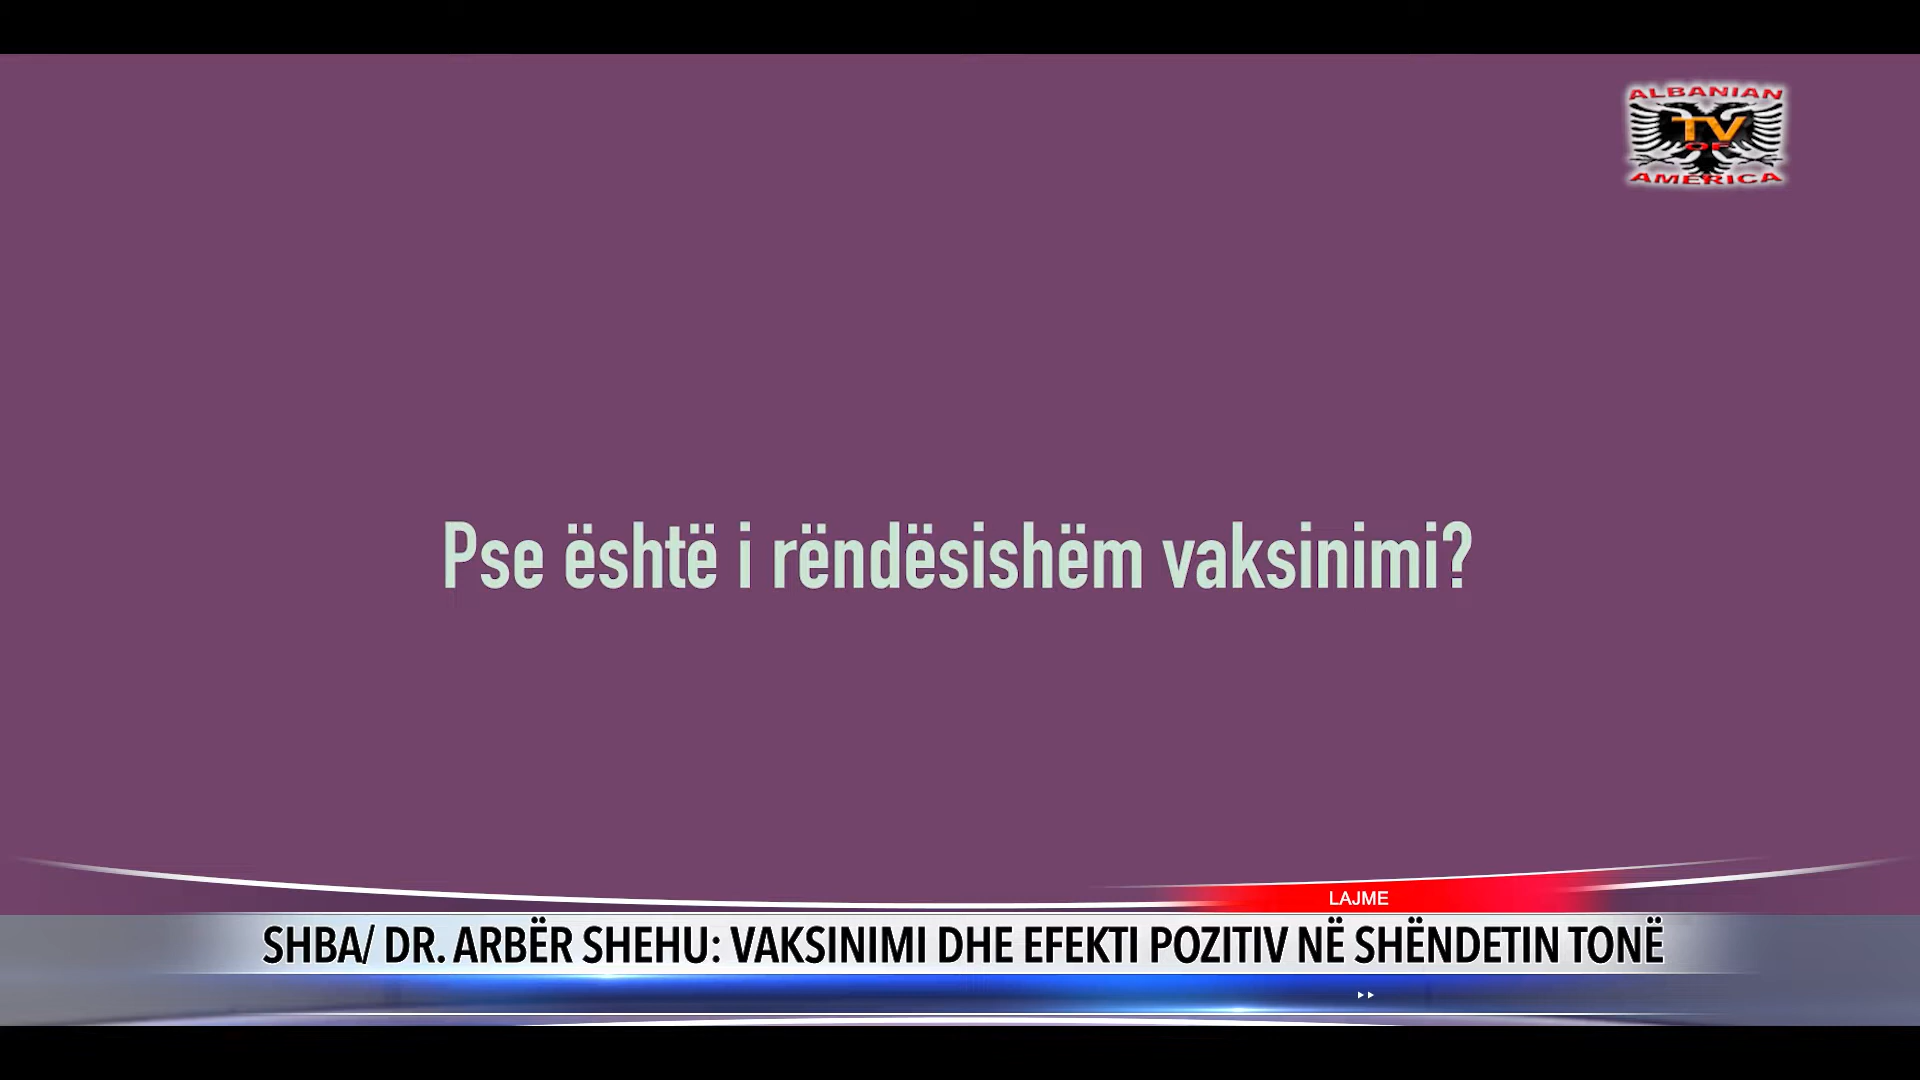 ALBANIAN
TV
OF
AMERICA
Pse është i rëndësishëm vaksinimi?
LAJME
SHBA/ DR. ARBËR SHEHU: VAKSINIMI DHE EFEKTI POZITIV NË SHËNDETIN TONË